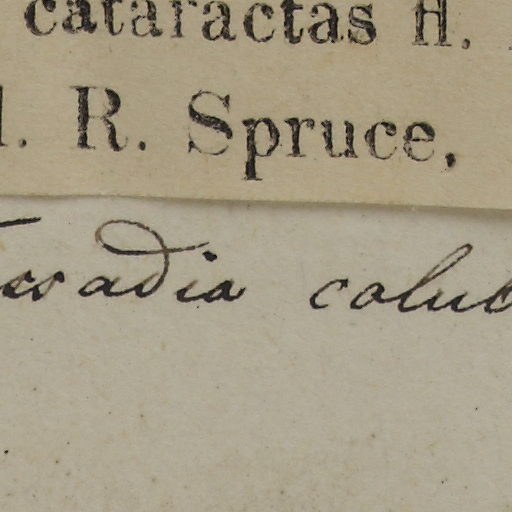 cataractas H.
l. R. Spruce,
Tessadia colub